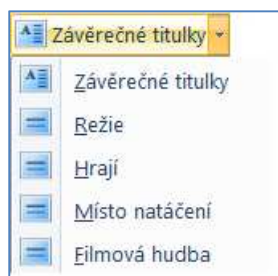 Závěrečné titulky
Závěrečné titulky
Režie
Hrají
Místo natáčení
Filmová hudba